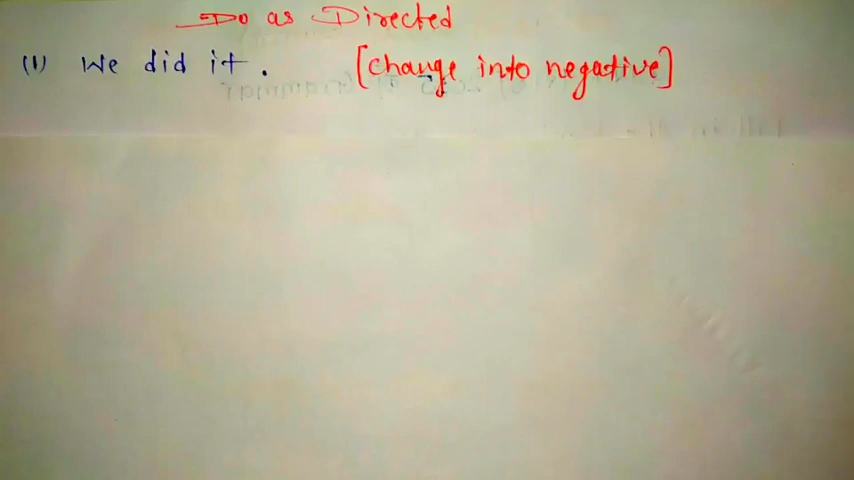 Do as Directed
(1) We did it. [Change into negative]